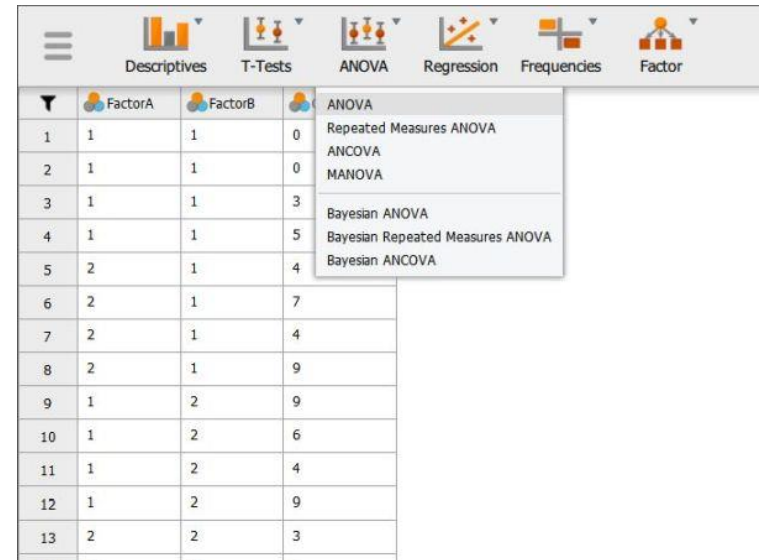 Descriptives T-Tests ANOVA Regression Frequencies Factor
FactorA FactorB
ANOVA
Repeated Measures ANOVA
ANCOVA
MANOVA
Bayesian ANOVA
Bayesian Repeated Measures ANOVA
Bayesian ANCOVA
1 1 1 0
2 1 1 0
3 1 1 3
4 1 1 5
5 2 1 4
6 2 1 7
7 2 1 4
8 2 1 9
9 1 2 9
10 1 2 6
11 1 2 4
12 1 2 9
13 2 2 3